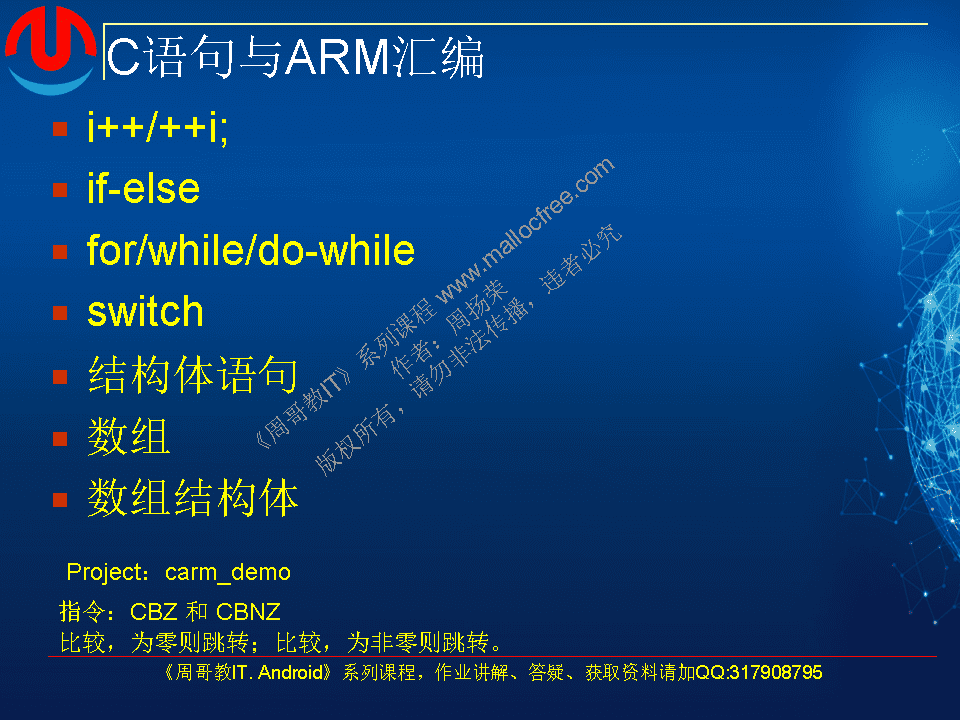 C语句与ARM汇编
i++/++i;
if-else
for/while/do-while
switch
结构体语句
数组
数组结构体
《周哥教IT》系列课程 www.mallocfree.com
作者：周扬荣
版权所有，请勿非法传播，违者必究
Project：carm_demo
指令：CBZ 和 CBNZ
比较，为零则跳转；比较，为非零则跳转。
《周哥教IT. Android》系列课程，作业讲解、答疑、获取资料请加QQ:317908795